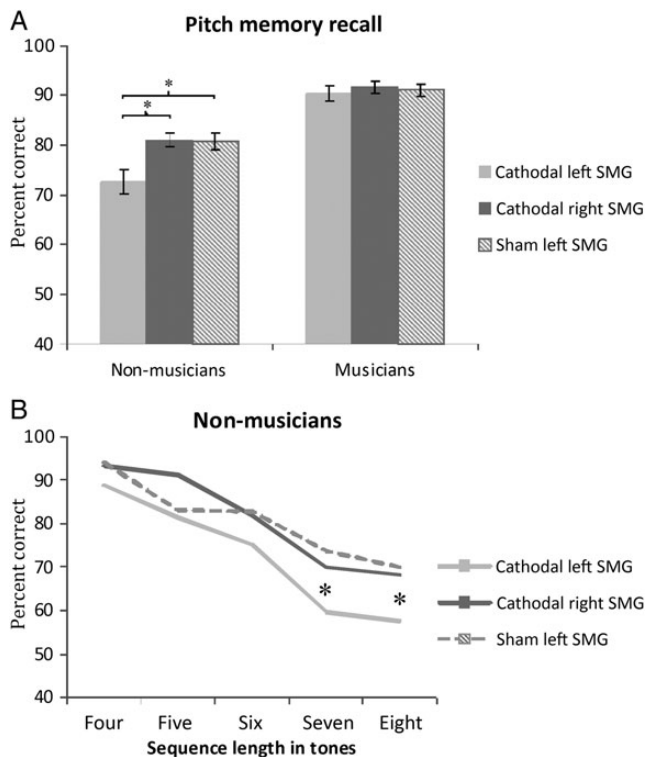 A
Pitch memory recall
Percent correct
100
90
80
70
60
50
40
*
*
Non-musicians
Musicians
Cathodal left SMG
Cathodal right SMG
Sham left SMG
B
Non-musicians
Percent correct
100
90
80
70
60
50
40
*
*
Four Five Six Seven Eight
Sequence length in tones
Cathodal left SMG
Cathodal right SMG
Sham left SMG